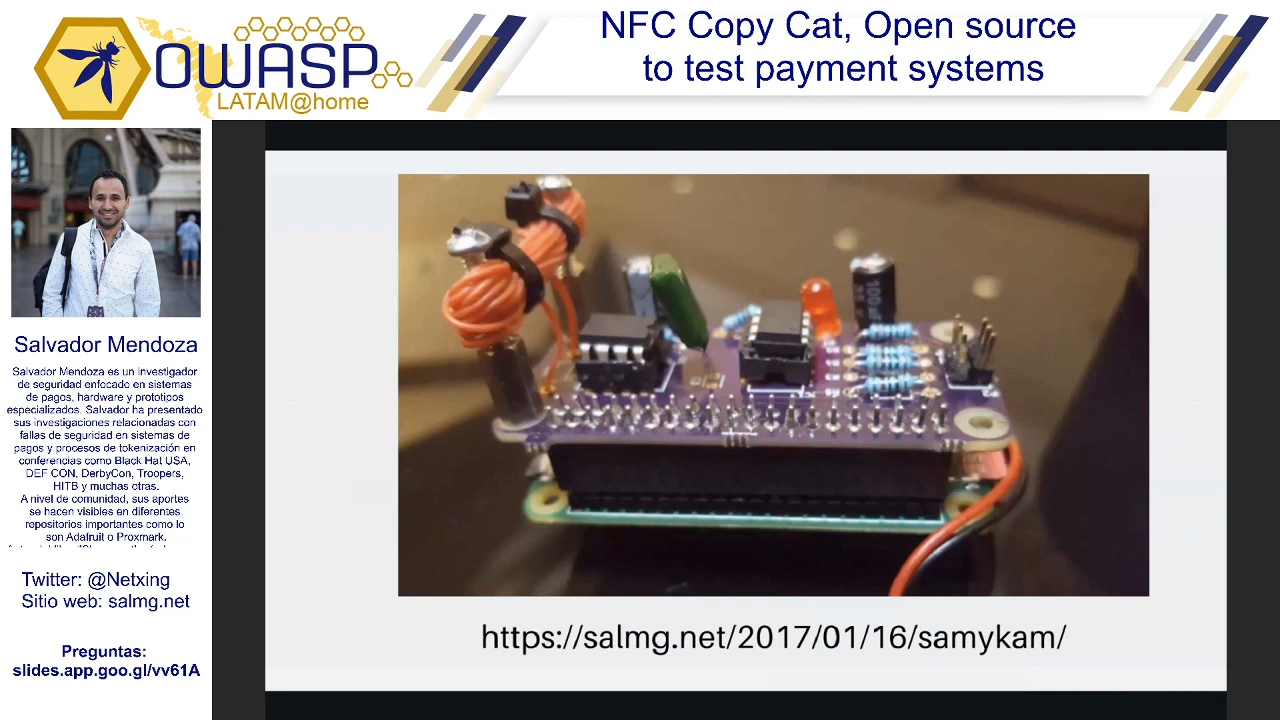 OWASP
LATAM@home
NFC Copy Cat, Open source
to test payment systems
Salvador Mendoza
Salvador Mendoza es un investigador
de seguridad enfocado en sistemas
de pagos, hardware y prototipos
especializados. Salvador ha presentado
sus investigaciones relacionadas con
fallas de seguridad en sistemas de
pagos y procesos de tokenización en
conferencias como Black Hat USA,
DEF CON, DerbyCon, Troopers,
HITB y muchas otras.
A nivel de comunidad, sus aportes
se hacen visibles en diferentes
repositorios importantes como lo
son Adafruit o Proxmark.
Twitter: @Netxing
Sitio web: salmg.net
Preguntas:
slides.app.goo.gl/vv61A
100
https://salmg.net/2017/01/16/samykam/